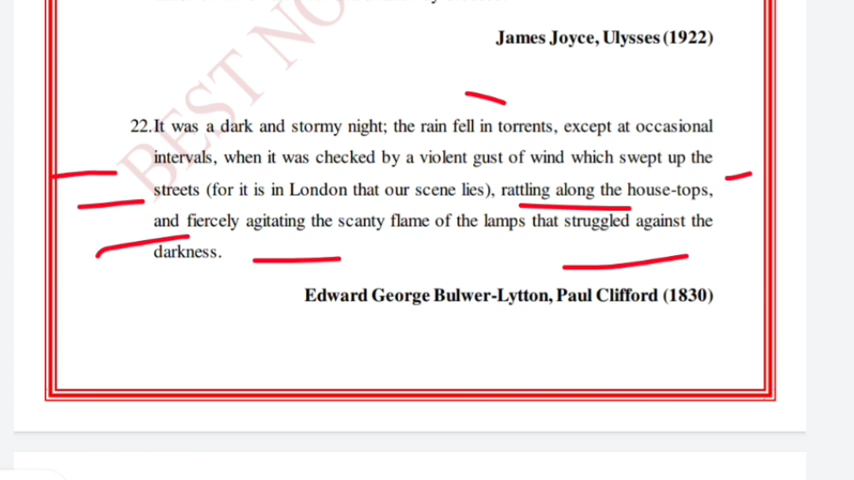 James Joyce, Ulysses (1922)
BEST NO
22. It was a dark and stormy night; the rain fell in torrents, except at occasional
intervals, when it was checked by a violent gust of wind which swept up the
streets (for it is in London that our scene lies), rattling along the house-tops,
and fiercely agitating the scanty flame of the lamps that struggled against the
darkness.
Edward George Bulwer-Lytton, Paul Clifford (1830)